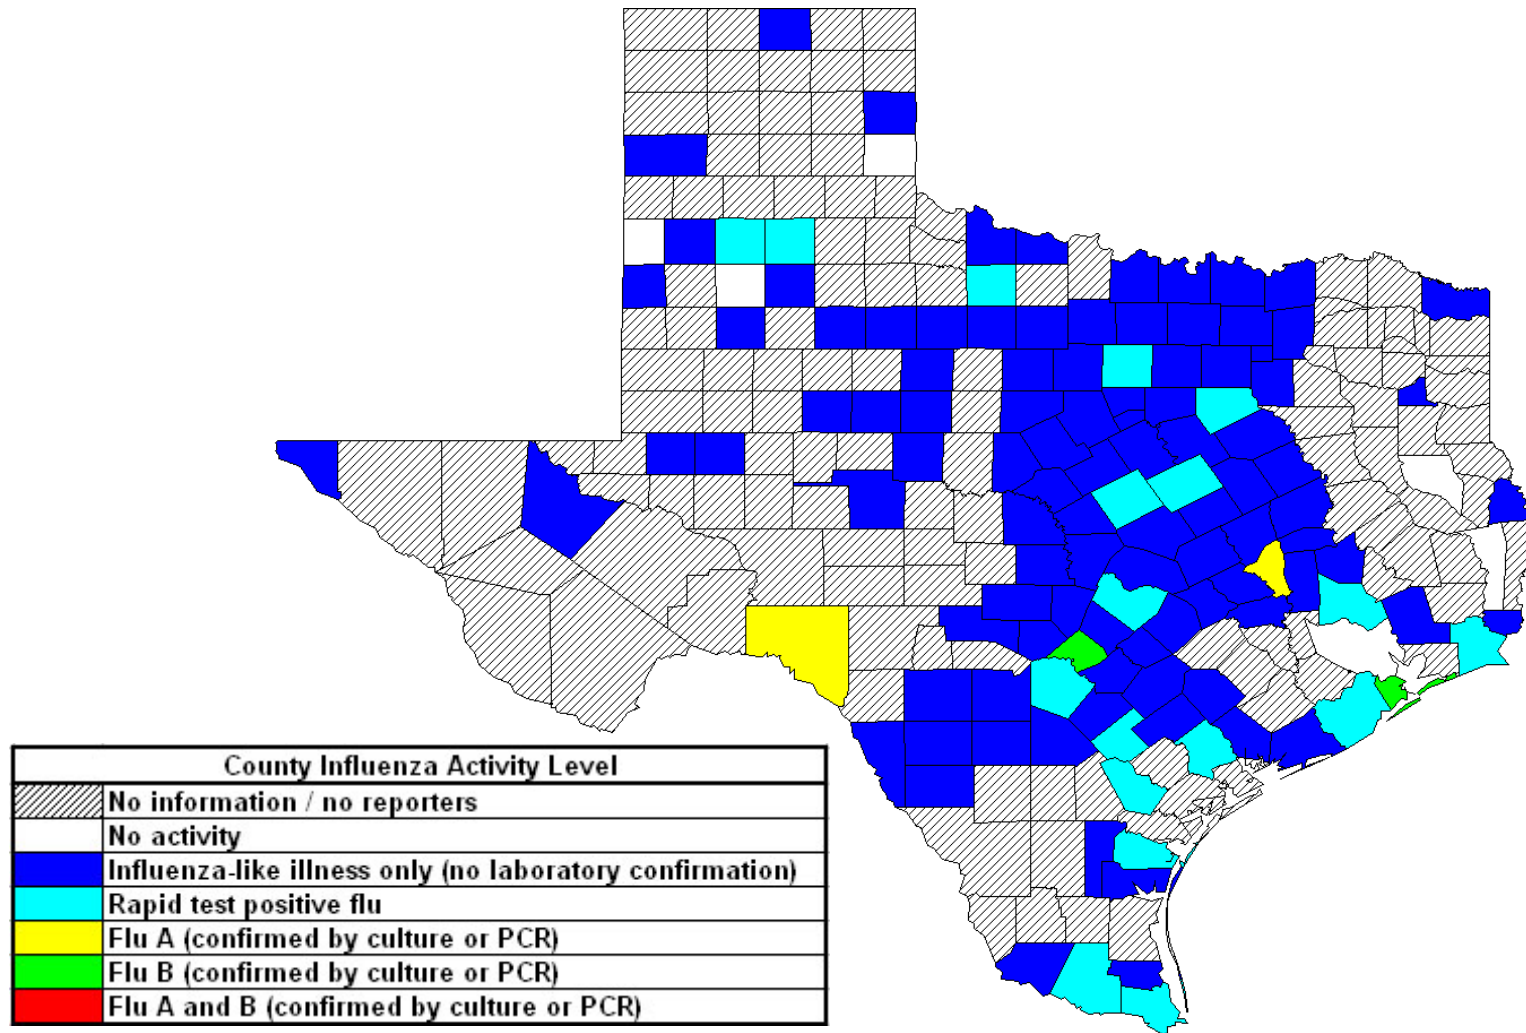 County Influenza Activity Level
No information / no reporters
No activity
Influenza-like illness only (no laboratory confirmation)
Rapid test positive flu
Flu A (confirmed by culture or PCR)
Flu B (confirmed by culture or PCR)
Flu A and B (confirmed by culture or PCR)